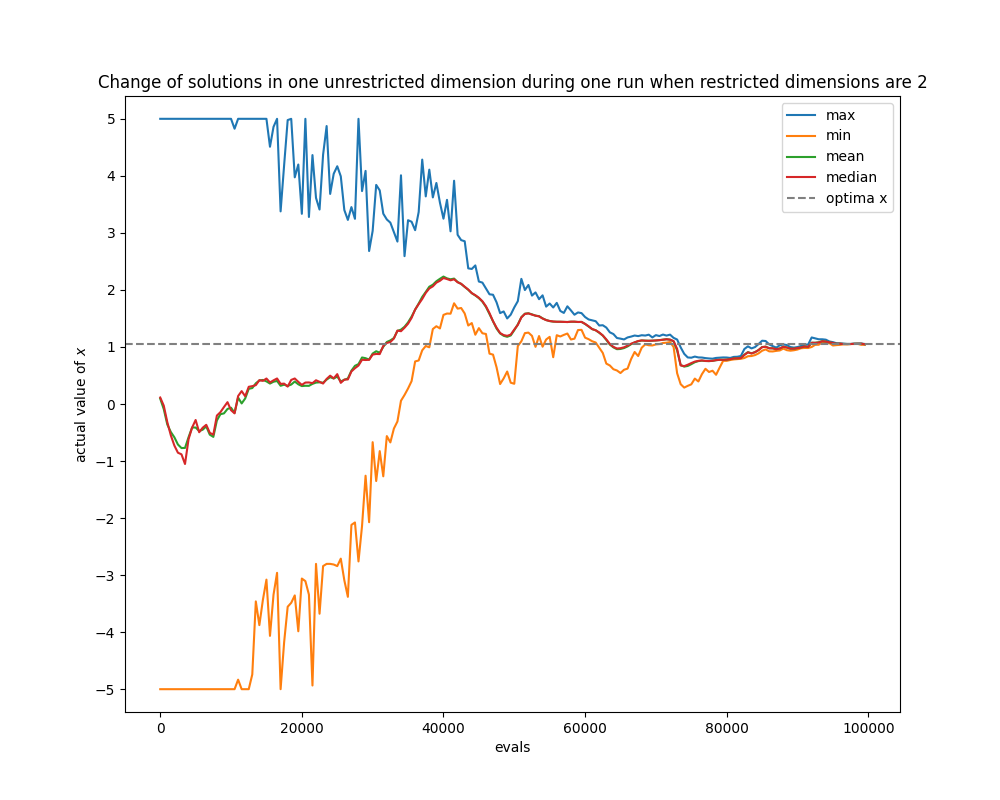 Change of solutions in one unrestricted dimension during one run when restricted dimensions are 2
max
min
mean
median
optima x
5
4
3
2
1
0
−1
−2
−3
−4
−5
actual value of x
0 20000 40000 60000 80000 100000
evals